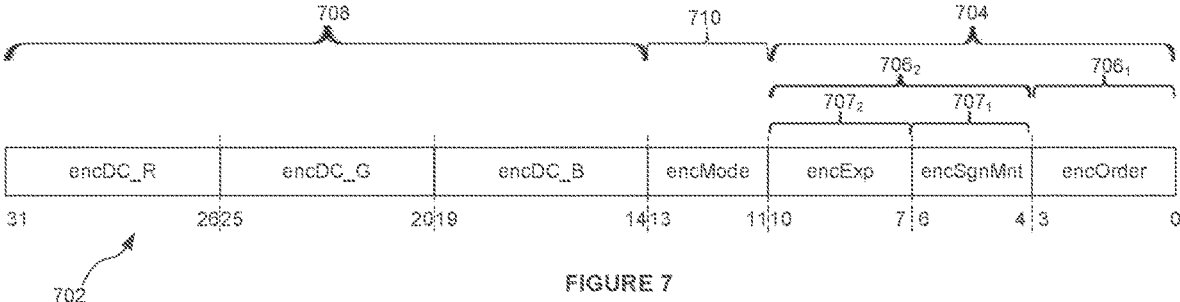 708 710 704
706₂ 706₁
707₂ 707₁
encDC_R encDC_G encDC_B encMode encExp encSgnMnt encOrder
31 26 25 20 19 14 13 11 10 7 6 4 3 0
702
FIGURE 7